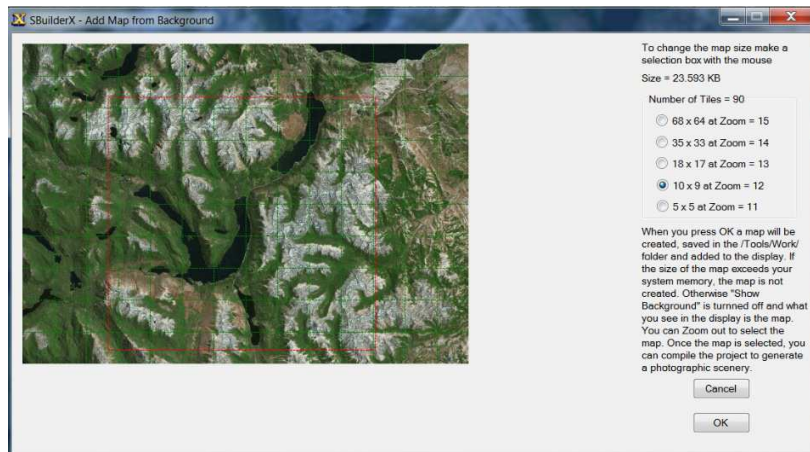 SBuilderX - Add Map from Background
To change the map size make a
selection box with the mouse
Size = 23.593 KB
Number of Tiles = 90
68 x 64 at Zoom = 15
35 x 33 at Zoom = 14
18 x 17 at Zoom = 13
10 x 9 at Zoom = 12
5 x 5 at Zoom = 11
When you press OK a map will be
created, saved in the /Tools/Work/
folder and added to the display. If
the size of the map exceeds your
system memory, the map is not
created. Otherwise "Show
Background" is turnned off and what
you see in the display is the map.
You can Zoom out to select the
map. Once the map is selected, you
can compile the project to generate
a photographic scenery.
Cancel
OK